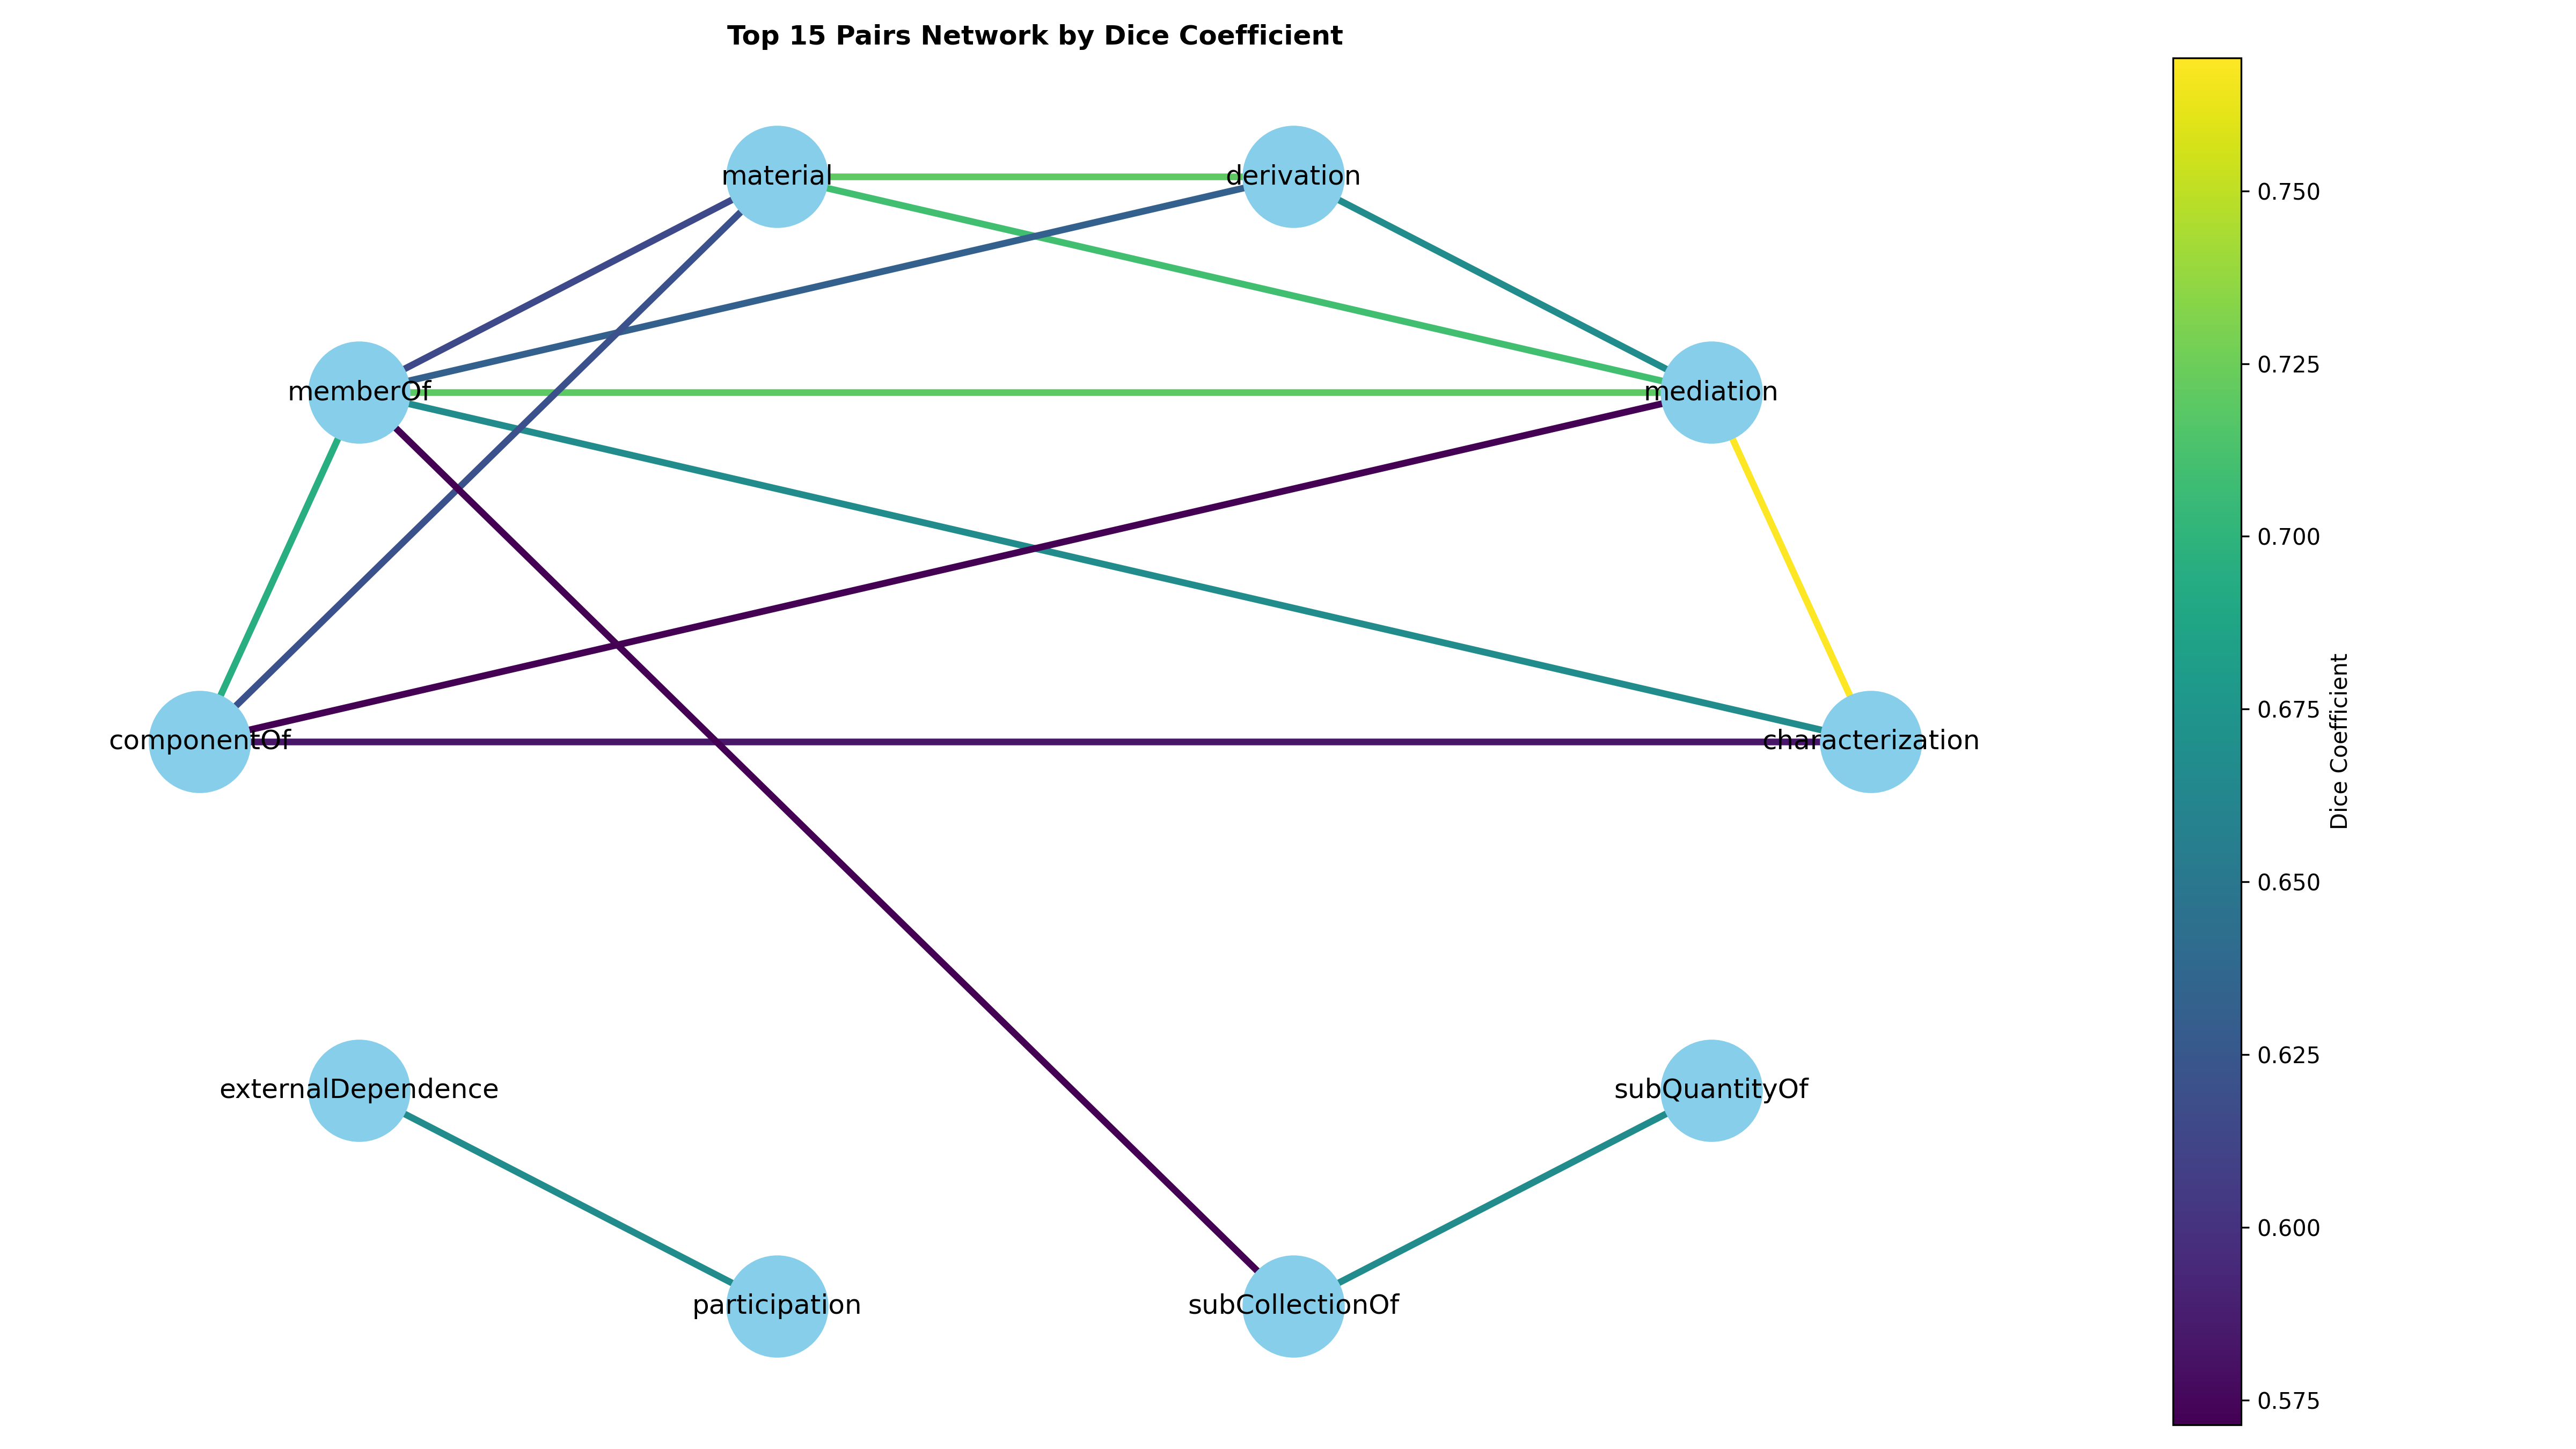 Top 15 Pairs Network by Dice Coefficient
material
derivation
memberOf
mediation
componentOf
characterization
externalDependence
subQuantityOf
participation
subCollectionOf
0.750
0.725
0.700
0.675
0.650
0.625
0.600
0.575
Dice Coefficient